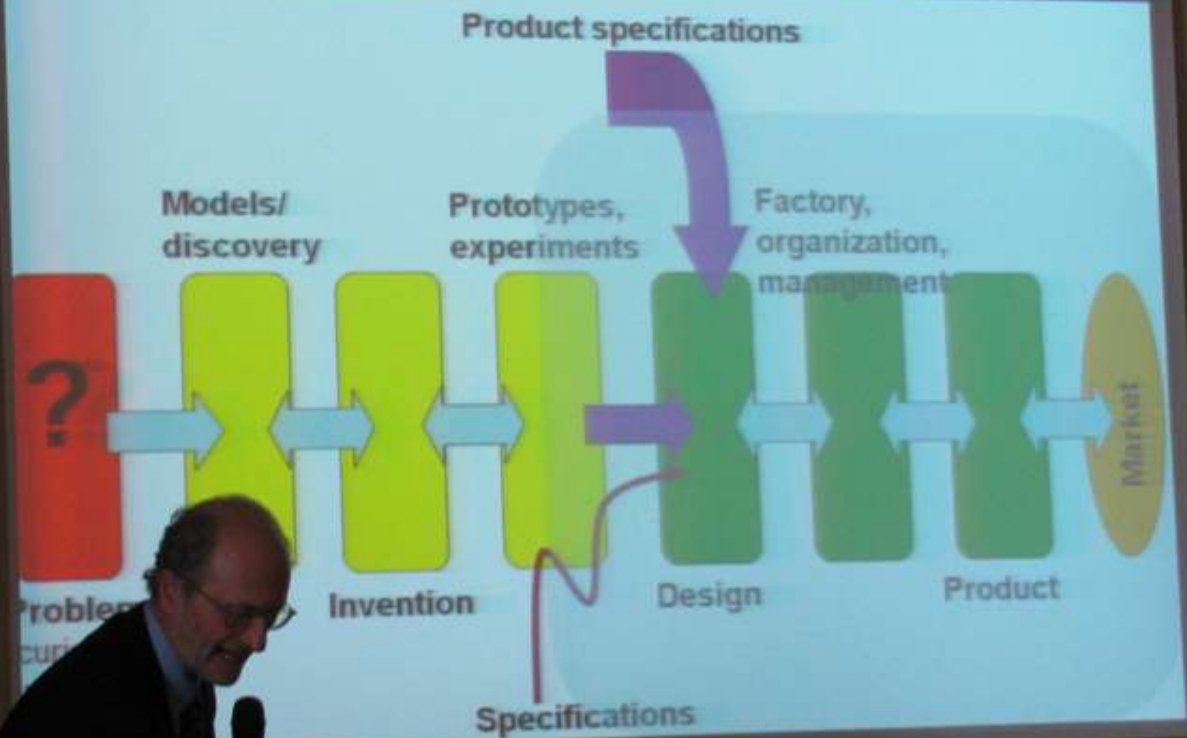 Product specifications
Models/
discovery
Prototypes,
experiments
Factory,
organization,
management
?
Market
Invention
Design
Product
Specifications